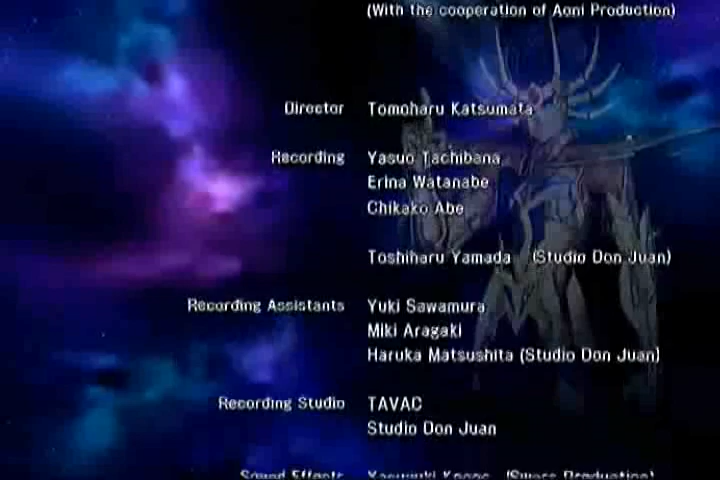 (With the cooperation of Aoni Production)
Director Tomoharu Katsumata
Recording Yasuo Tachibana
Erina Watanabe
Chikako Abe
Toshiharu Yamada (Studio Don Juan)
Recording Assistants Yuki Sawamura
Miki Aragaki
Haruka Matsushita (Studio Don Juan)
Recording Studio TAVAC
Studio Don Juan
Sound Effects